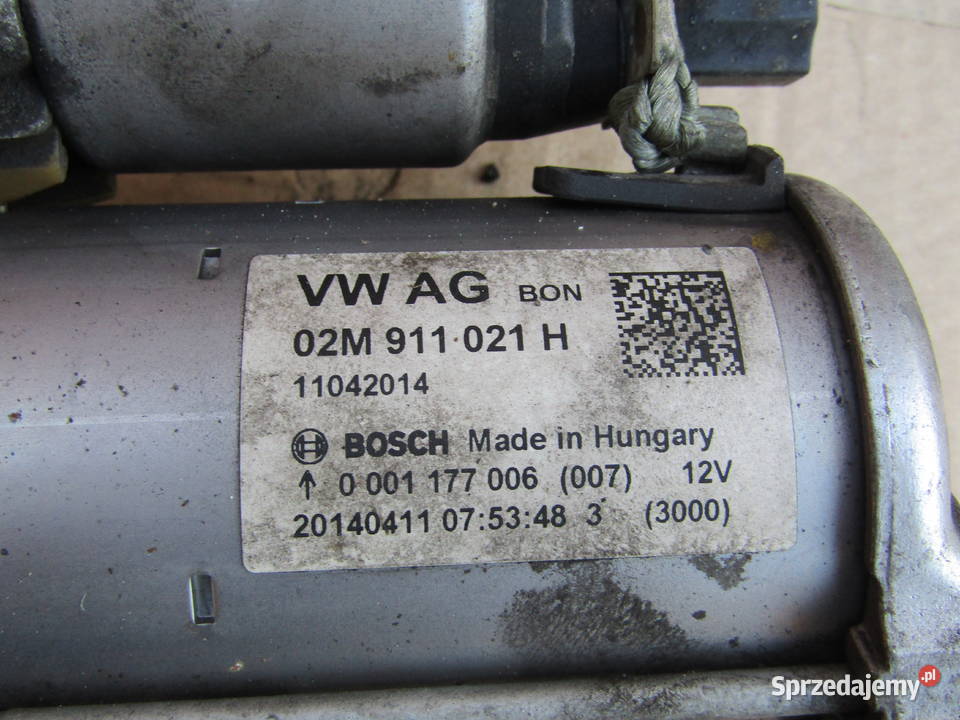 VW AG BON
02M 911 021 H
11042014
BOSCH Made in Hungary
↑ 0 001 177 006 (007) 12V
20140411 07:53:48 3 (3000)
Sprzedajemy.pl